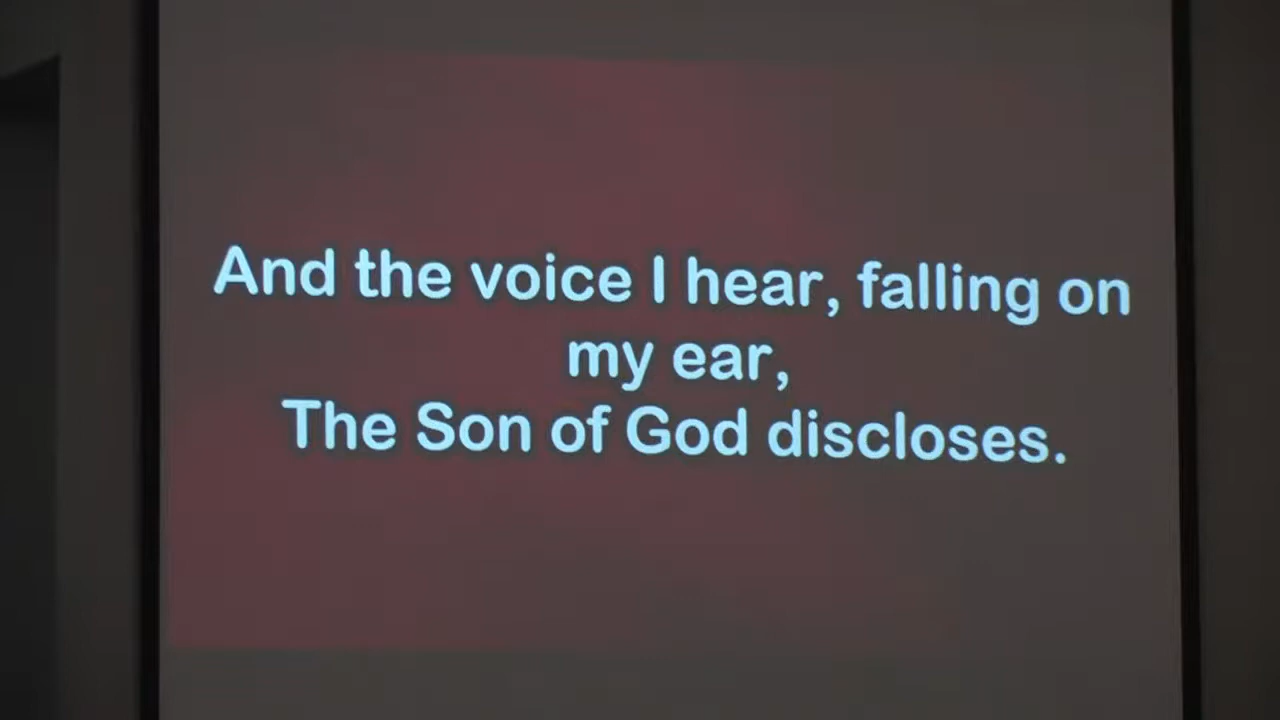 And the voice I hear, falling on
my ear,
The Son of God discloses.